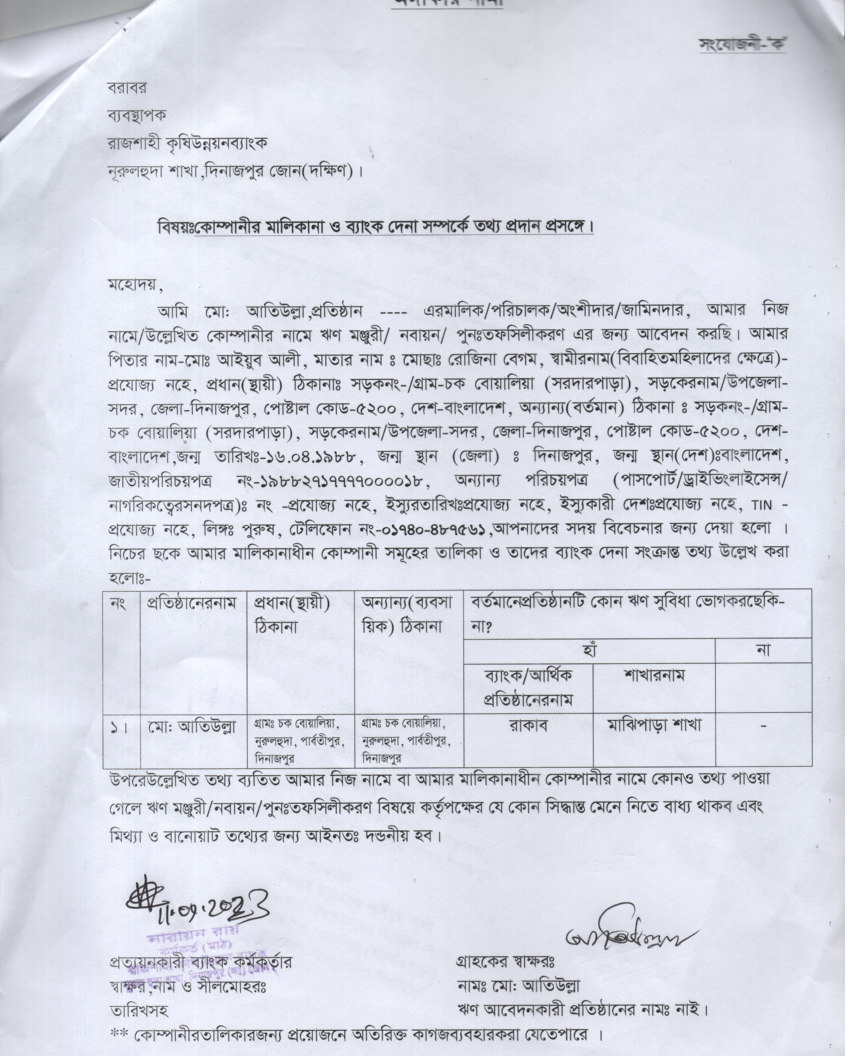 সংযোজনী-"ক"
বরাবর
ব্যবস্থাপক
রাজশাহী কৃষিউন্নয়নব্যাংক
নূরুলহুদা শাখা,দিনাজপুর জোন(দক্ষিণ)।
বিষয়ঃকোম্পানীর মালিকানা ও ব্যাংক দেনা সম্পর্কে তথ্য প্রদান প্রসঙ্গে।
মহোদয়,
আমি মো: আতিউল্লা,প্রতিষ্ঠান ---- এরমালিক/পরিচালক/অংশীদার/জামিনদার, আমার নিজ
নামে/উল্লেখিত কোম্পানীর নামে ঋণ মঞ্জুরী/ নবায়ন/ পুনঃতফসিলীকরণ এর জন্য আবেদন করছি। আমার
পিতার নাম-মোঃ আইয়ুব আলী, মাতার নাম : মোছাঃ রোজিনা বেগম, স্বামীরনাম(বিবাহিতমহিলাদের ক্ষেত্রে)-
প্রযোজ্য নহে, প্রধান(স্থায়ী) ঠিকানাঃ সড়কনং-/গ্রাম-চক বোয়ালিয়া (সরদারপাড়া), সড়কেরনাম/উপজেলা-
সদর, জেলা-দিনাজপুর, পোষ্টাল কোড-৫২০০, দেশ-বাংলাদেশ, অন্যান্য(বর্তমান) ঠিকানা : সড়কনং-/গ্রাম-
চক বোয়ালিয়া (সরদারপাড়া), সড়কেরনাম/উপজেলা-সদর, জেলা-দিনাজপুর, পোষ্টাল কোড-৫২০০, দেশ-
বাংলাদেশ,জন্ম তারিখঃ-১৬.০৪.১৯৮৮, জন্ম স্থান (জেলা) : দিনাজপুর, জন্ম স্থান(দেশ)ঃবাংলাদেশ,
জাতীয়পরিচয়পত্র নং-১৯৮৮২৭১৭৭৭৭০০০০১৮, অন্যান্য পরিচয়পত্র (পাসপোর্ট/ড্রাইভিংলাইসেন্স/
নাগরিকত্বেরসনদপত্র)ঃ নং -প্রযোজ্য নহে, ইস্যুরতারিখঃপ্রযোজ্য নহে, ইস্যুকারী দেশঃপ্রযোজ্য নহে, TIN -
প্রযোজ্য নহে, লিঙ্গঃ পুরুষ, টেলিফোন নং-০১৭৪০-৪৮৭৫৬১,আপনাদের সদয় বিবেচনার জন্য দেয়া হলো ।
নিচের ছকে আমার মালিকানাধীন কোম্পানী সমূহের তালিকা ও তাদের ব্যাংক দেনা সংক্রান্ত তথ্য উল্লেখ করা
হলোঃ-
নং প্রতিষ্ঠানেরনাম প্রধান(স্থায়ী) অন্যান্য(ব্যবসা বর্তমানেপ্রতিষ্ঠানটি কোন ঋণ সুবিধা ভোগকরছেকি-
ঠিকানা য়িক) ঠিকানা না?
হাঁ না
ব্যাংক/আর্থিক শাখারনাম
প্রতিষ্ঠানেরনাম
১। মো: আতিউল্লা গ্রামঃ চক বোয়ালিয়া, গ্রামঃ চক বোয়ালিয়া, রাকাব মাঝিপাড়া শাখা -
নূরুলহুদা, পার্বতীপুর, নূরুলহুদা, পার্বতীপুর,
দিনাজপুর দিনাজপুর
উপরেউল্লেখিত তথ্য ব্যতিত আমার নিজ নামে বা আমার মালিকানাধীন কোম্পানীর নামে কোনও তথ্য পাওয়া
গেলে ঋণ মঞ্জুরী/নবায়ন/পুনঃতফসিলীকরণ বিষয়ে কর্তৃপক্ষের যে কোন সিদ্ধান্ত মেনে নিতে বাধ্য থাকব এবং
মিথ্যা ও বানোয়াট তথ্যের জন্য আইনতঃ দন্ডনীয় হব।
11.09.2023
নারায়ন রায়
কর্মকর্তা (মাঠ)
প্রত্যয়নকারী ব্যাংক কর্মকর্তার গ্রাহকের স্বাক্ষরঃ
স্বাক্ষর,নাম ও সীলমোহরঃ নামঃ মো: আতিউল্লা
তারিখসহ ঋণ আবেদনকারী প্রতিষ্ঠানের নামঃ নাই।
** কোম্পানীরতালিকারজন্য প্রয়োজনে অতিরিক্ত কাগজব্যবহারকরা যেতেপারে ।